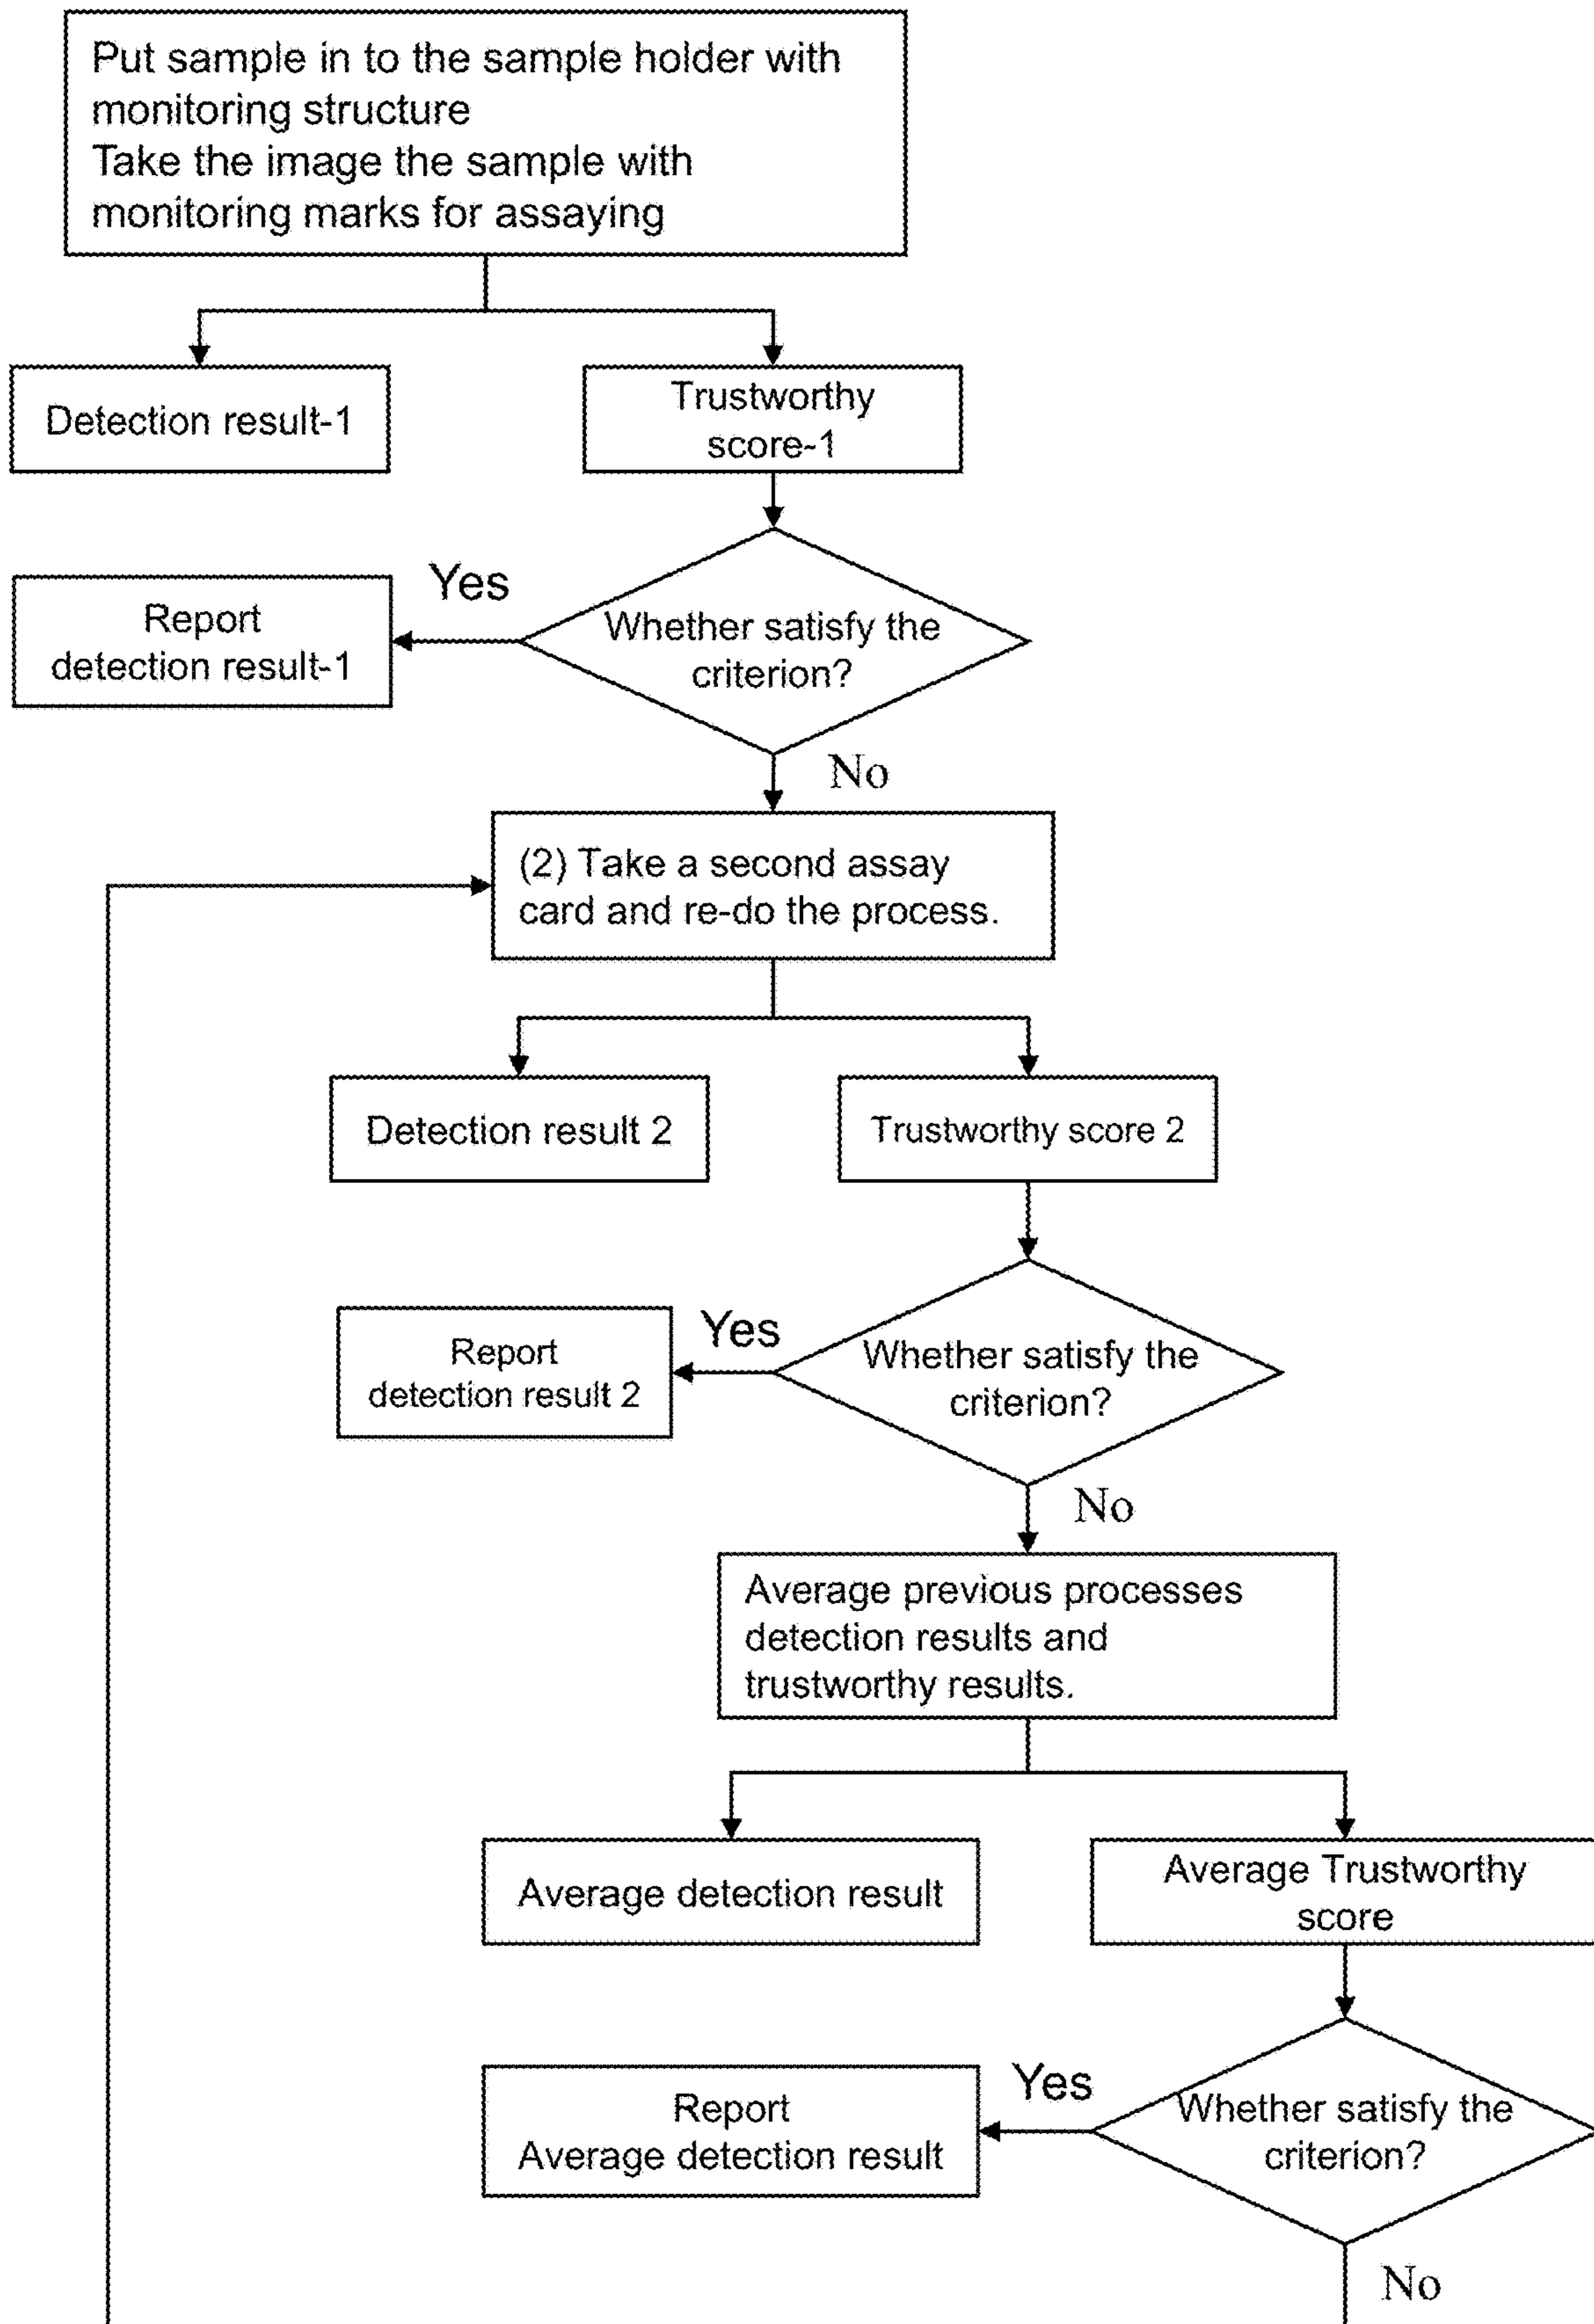 Put sample in to the sample holder with
monitoring structure
Take the image the sample with
monitoring marks for assaying
Detection result-1
Trustworthy
score-1
Yes
Report
detection result-1
Whether satisfy the
criterion?
No
(2) Take a second assay
card and re-do the process.
Detection result 2
Trustworthy score 2
Yes
Report
detection result 2
Whether satisfy the
criterion?
No
Average previous processes
detection results and
trustworthy results.
Average detection result
Average Trustworthy
score
Yes
Report
Average detection result
Whether satisfy the
criterion?
No